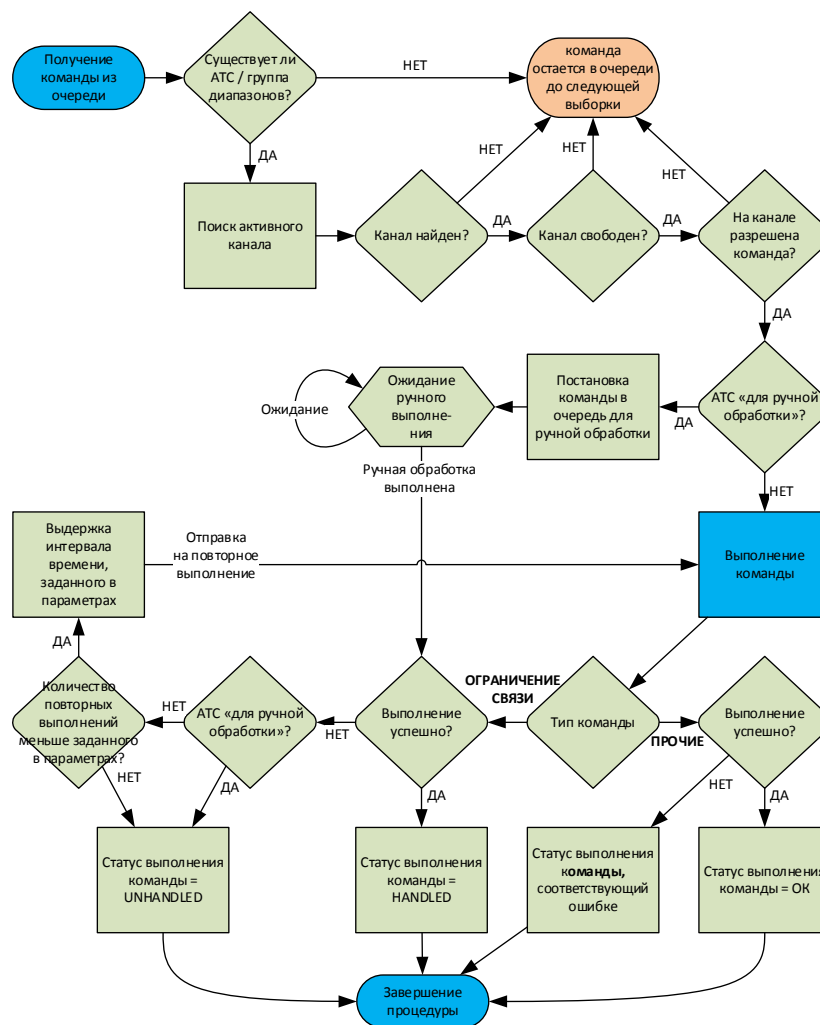 Получение
команды из
очереди
Существует ли
АТС / группа
диапазонов?
НЕТ
команда
остается в очереди
до следующей
выборки
ДА
НЕТ
НЕТ
НЕТ
Поиск активного
канала
Канал найден?
ДА
Канал свободен?
ДА
На канале
разрешена
команда?
ДА
Ожидание
Ожидание
ручного
выполне-
ния
Постановка
команды в
очередь для
ручной обработки
ДА
АТС «для ручной
обработки»?
Ручная обработка
выполнена
НЕТ
Выдержка
интервала
времени,
заданного в
параметрах
Отправка
на повторное
выполнение
Выполнение
команды
ДА
Количество
повторных
выполнений
меньше заданного
в параметрах?
НЕТ
АТС «для ручной
обработки»?
НЕТ
Выполнение
успешно?
ОГРАНИЧЕНИЕ
СВЯЗИ
Тип команды
ПРОЧИЕ
Выполнение
успешно?
НЕТ
ДА
ДА
НЕТ
ДА
Статус выполнения
команды =
UNHANDLED
Статус выполнения
команды =
HANDLED
Статус выполнения
команды,
соответствующий
ошибке
Статус выполнения
команды = OK
Завершение
процедуры